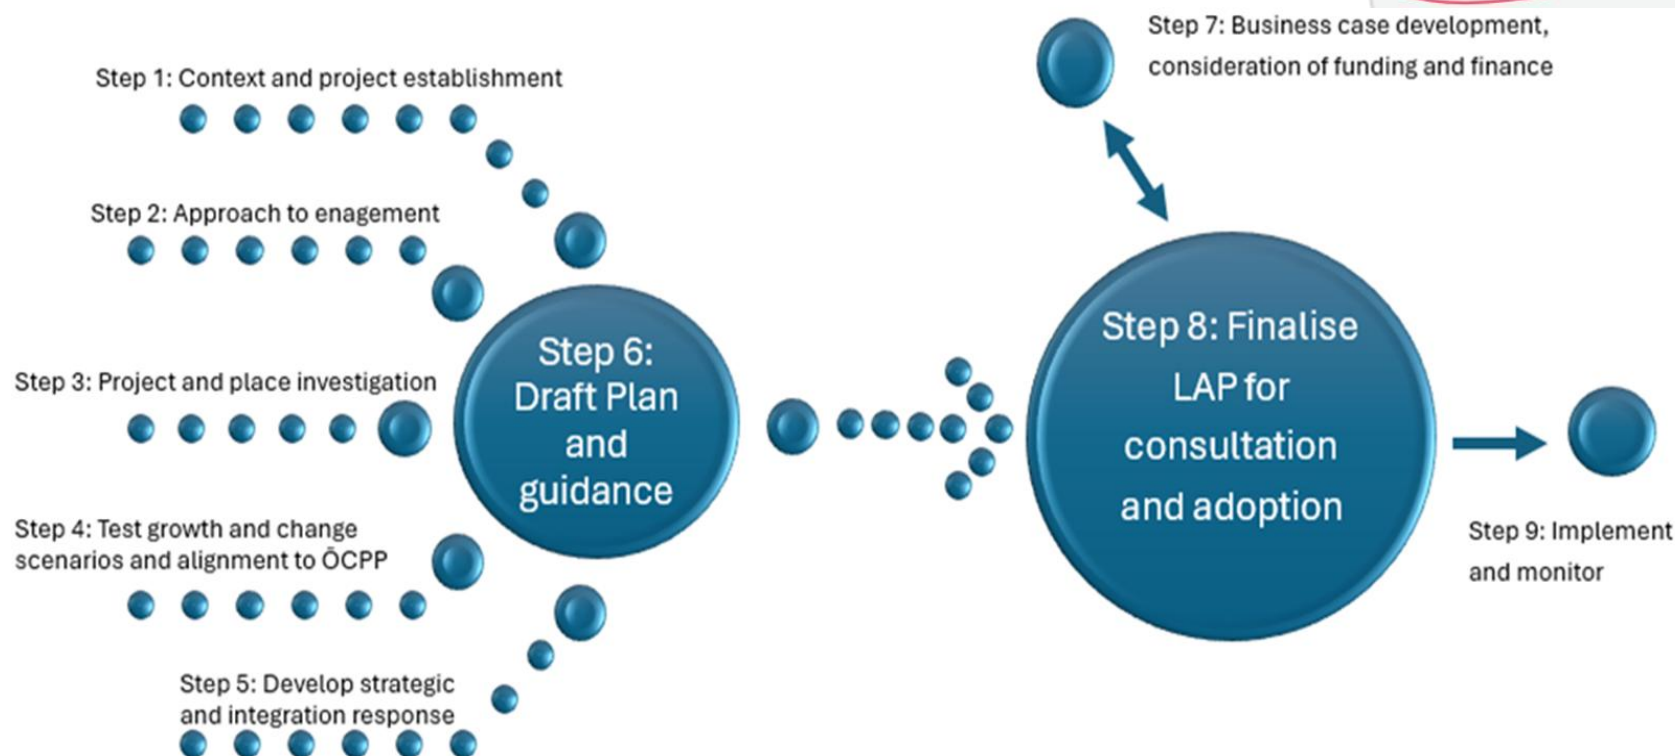 Step 1: Context and project establishment
Step 2: Approach to enagement
Step 3: Project and place investigation
Step 4: Test growth and change
scenarios and alignment to ŌCPP
Step 5: Develop strategic
and integration response
Step 6:
Draft Plan
and
guidance
Step 7: Business case development,
consideration of funding and finance
Step 8: Finalise
LAP for
consultation
and adoption
Step 9: Implement
and monitor